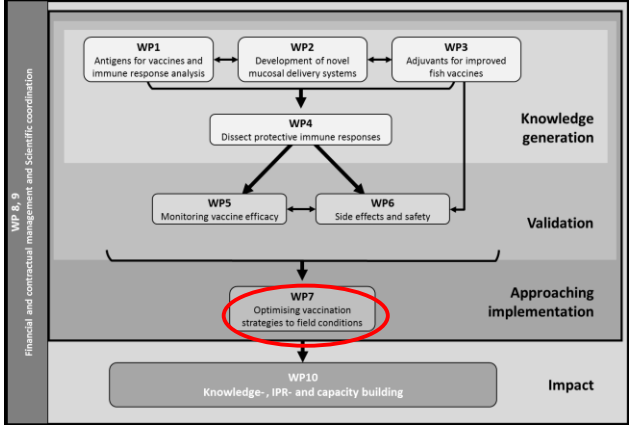 WP 8, 9
Financial and contractual management and Scientific coordination
WP1
Antigens for vaccines and
immune response analysis
WP2
Development of novel
mucosal delivery systems
WP3
Adjuvants for improved
fish vaccines
Knowledge
generation
WP4
Dissect protective immune responses
WP5
Monitoring vaccine efficacy
WP6
Side effects and safety
Validation
WP7
Optimising vaccination
strategies to field conditions
Approaching
implementation
WP10
Knowledge-, IPR- and capacity building
Impact